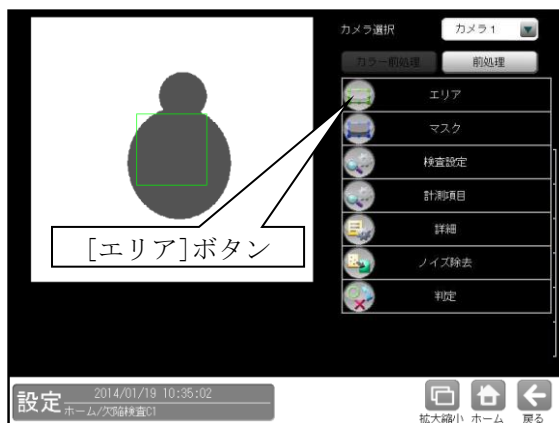 カメラ選択
カメラ1
カラー前処理
前処理
エリア
マスク
検査設定
計測項目
詳細
ノイズ除去
判定
[エリア]ボタン
設定
2014/01/19 10:35:02
ホーム/欠陥検査C1
拡大縮小
ホーム
戻る